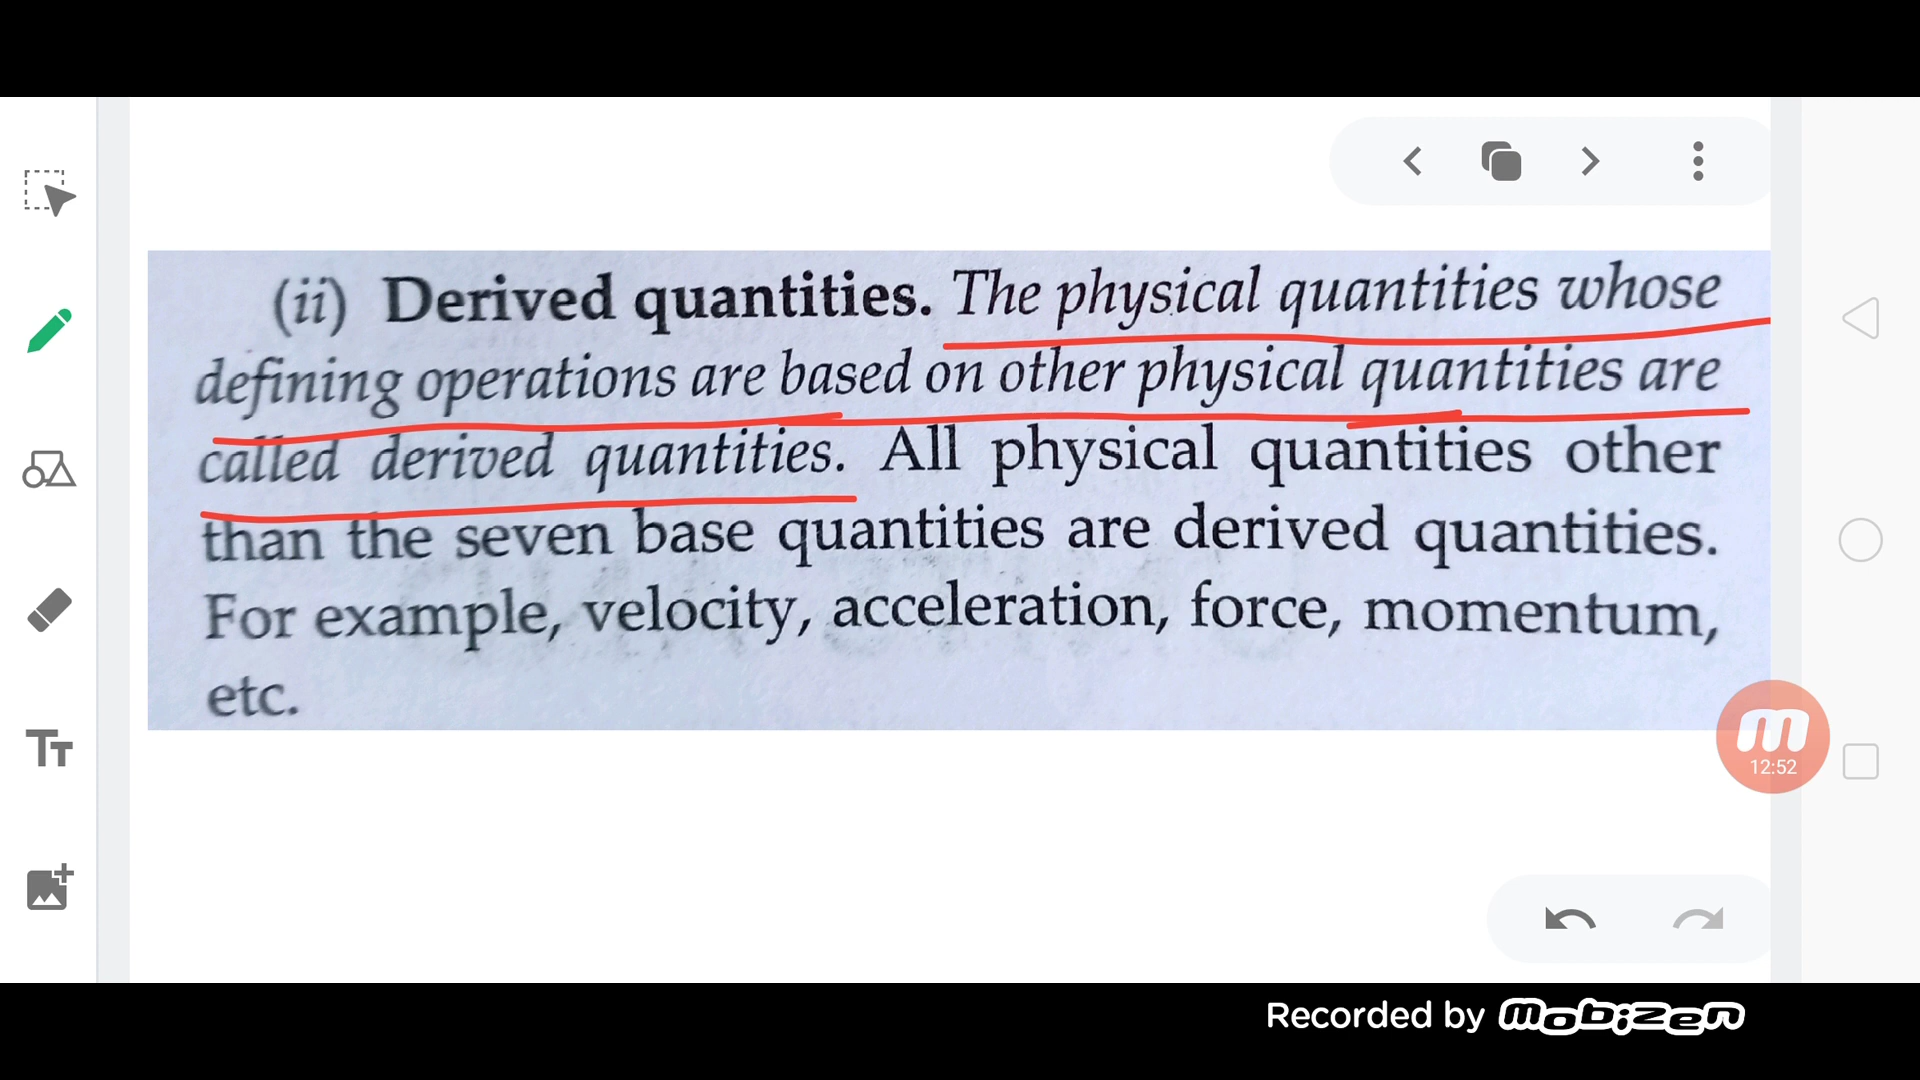 (ii) Derived quantities. The physical quantities whose
defining operations are based on other physical quantities are
called derived quantities. All physical quantities other
than the seven base quantities are derived quantities.
For example, velocity, acceleration, force, momentum,
etc.
12:52
Recorded by mobizen